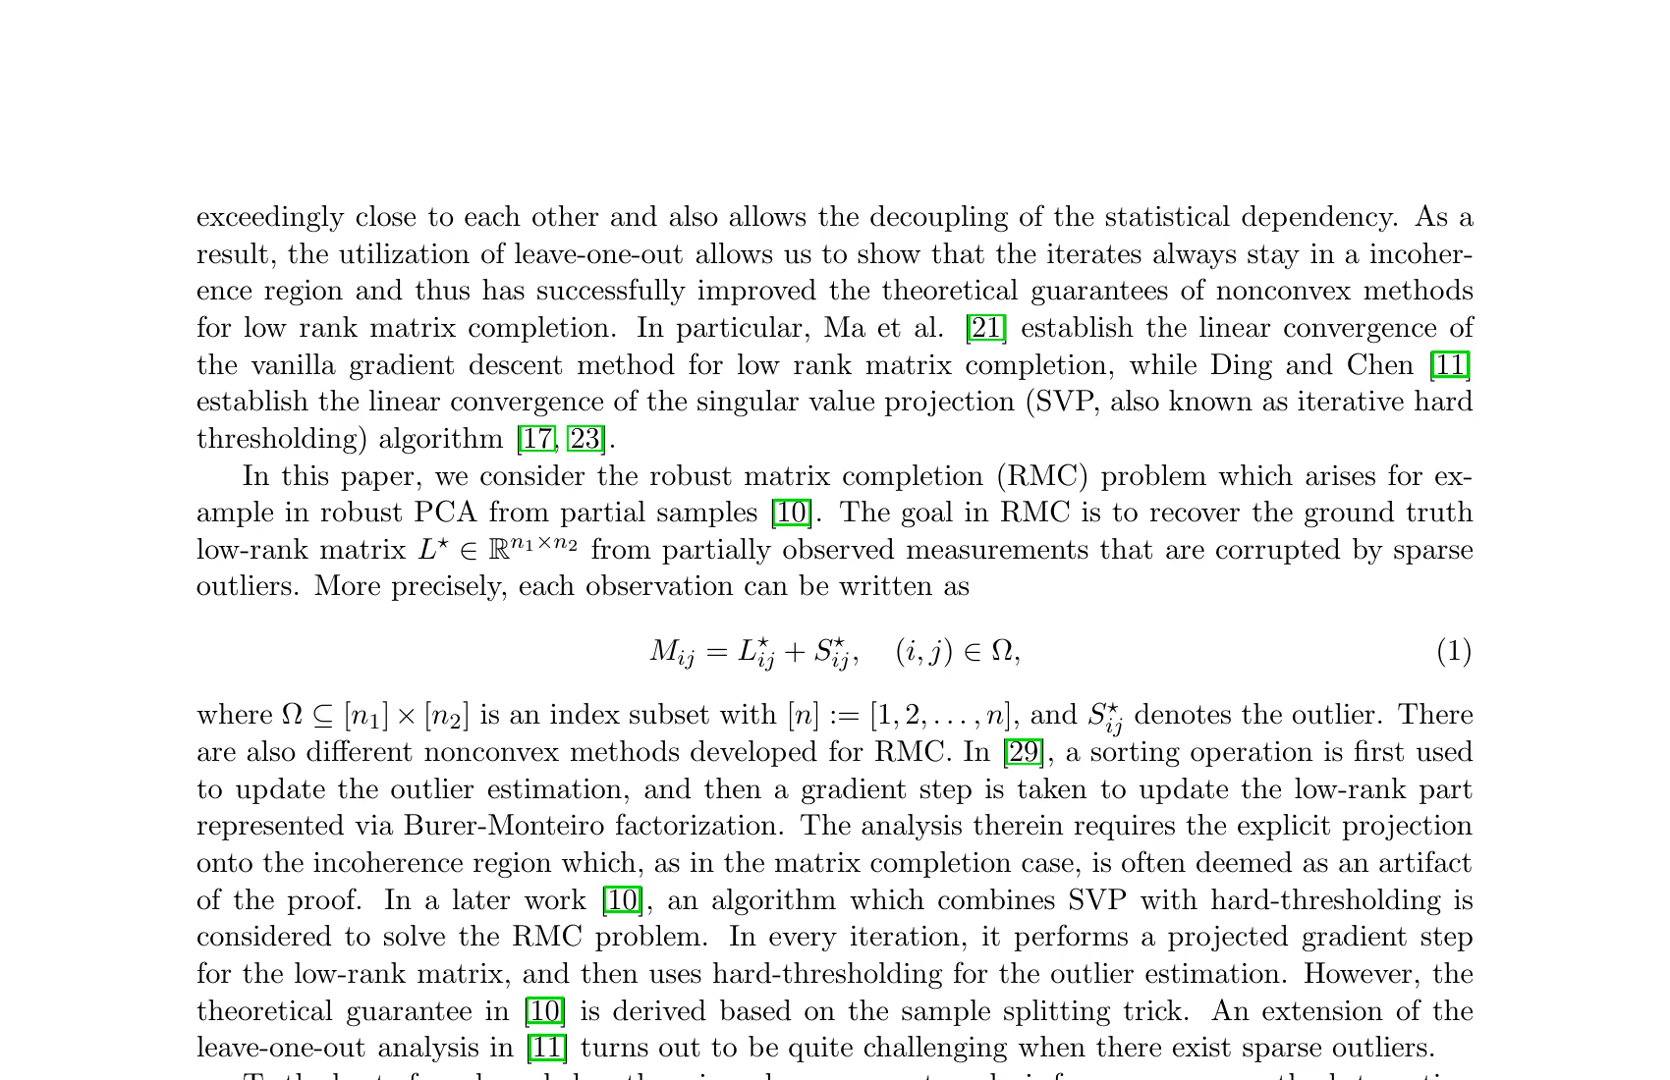 exceedingly close to each other and also allows the decoupling of the statistical dependency. As a
result, the utilization of leave-one-out allows us to show that the iterates always stay in a incoher-
ence region and thus has successfully improved the theoretical guarantees of nonconvex methods
for low rank matrix completion. In particular, Ma et al. [21] establish the linear convergence of
the vanilla gradient descent method for low rank matrix completion, while Ding and Chen [11]
establish the linear convergence of the singular value projection (SVP, also known as iterative hard
thresholding) algorithm [17, 23].
In this paper, we consider the robust matrix completion (RMC) problem which arises for ex-
ample in robust PCA from partial samples [10]. The goal in RMC is to recover the ground truth
low-rank matrix L⋆ ∈ ℝ^{n₁×n₂} from partially observed measurements that are corrupted by sparse
outliers. More precisely, each observation can be written as
M_{ij} = L⋆_{ij} + S⋆_{ij}, (i, j) ∈ Ω, (1)
where Ω ⊆ [n₁] × [n₂] is an index subset with [n] := [1, 2, . . . , n], and S⋆_{ij} denotes the outlier. There
are also different nonconvex methods developed for RMC. In [29], a sorting operation is first used
to update the outlier estimation, and then a gradient step is taken to update the low-rank part
represented via Burer-Monteiro factorization. The analysis therein requires the explicit projection
onto the incoherence region which, as in the matrix completion case, is often deemed as an artifact
of the proof. In a later work [10], an algorithm which combines SVP with hard-thresholding is
considered to solve the RMC problem. In every iteration, it performs a projected gradient step
for the low-rank matrix, and then uses hard-thresholding for the outlier estimation. However, the
theoretical guarantee in [10] is derived based on the sample splitting trick. An extension of the
leave-one-out analysis in [11] turns out to be quite challenging when there exist sparse outliers.